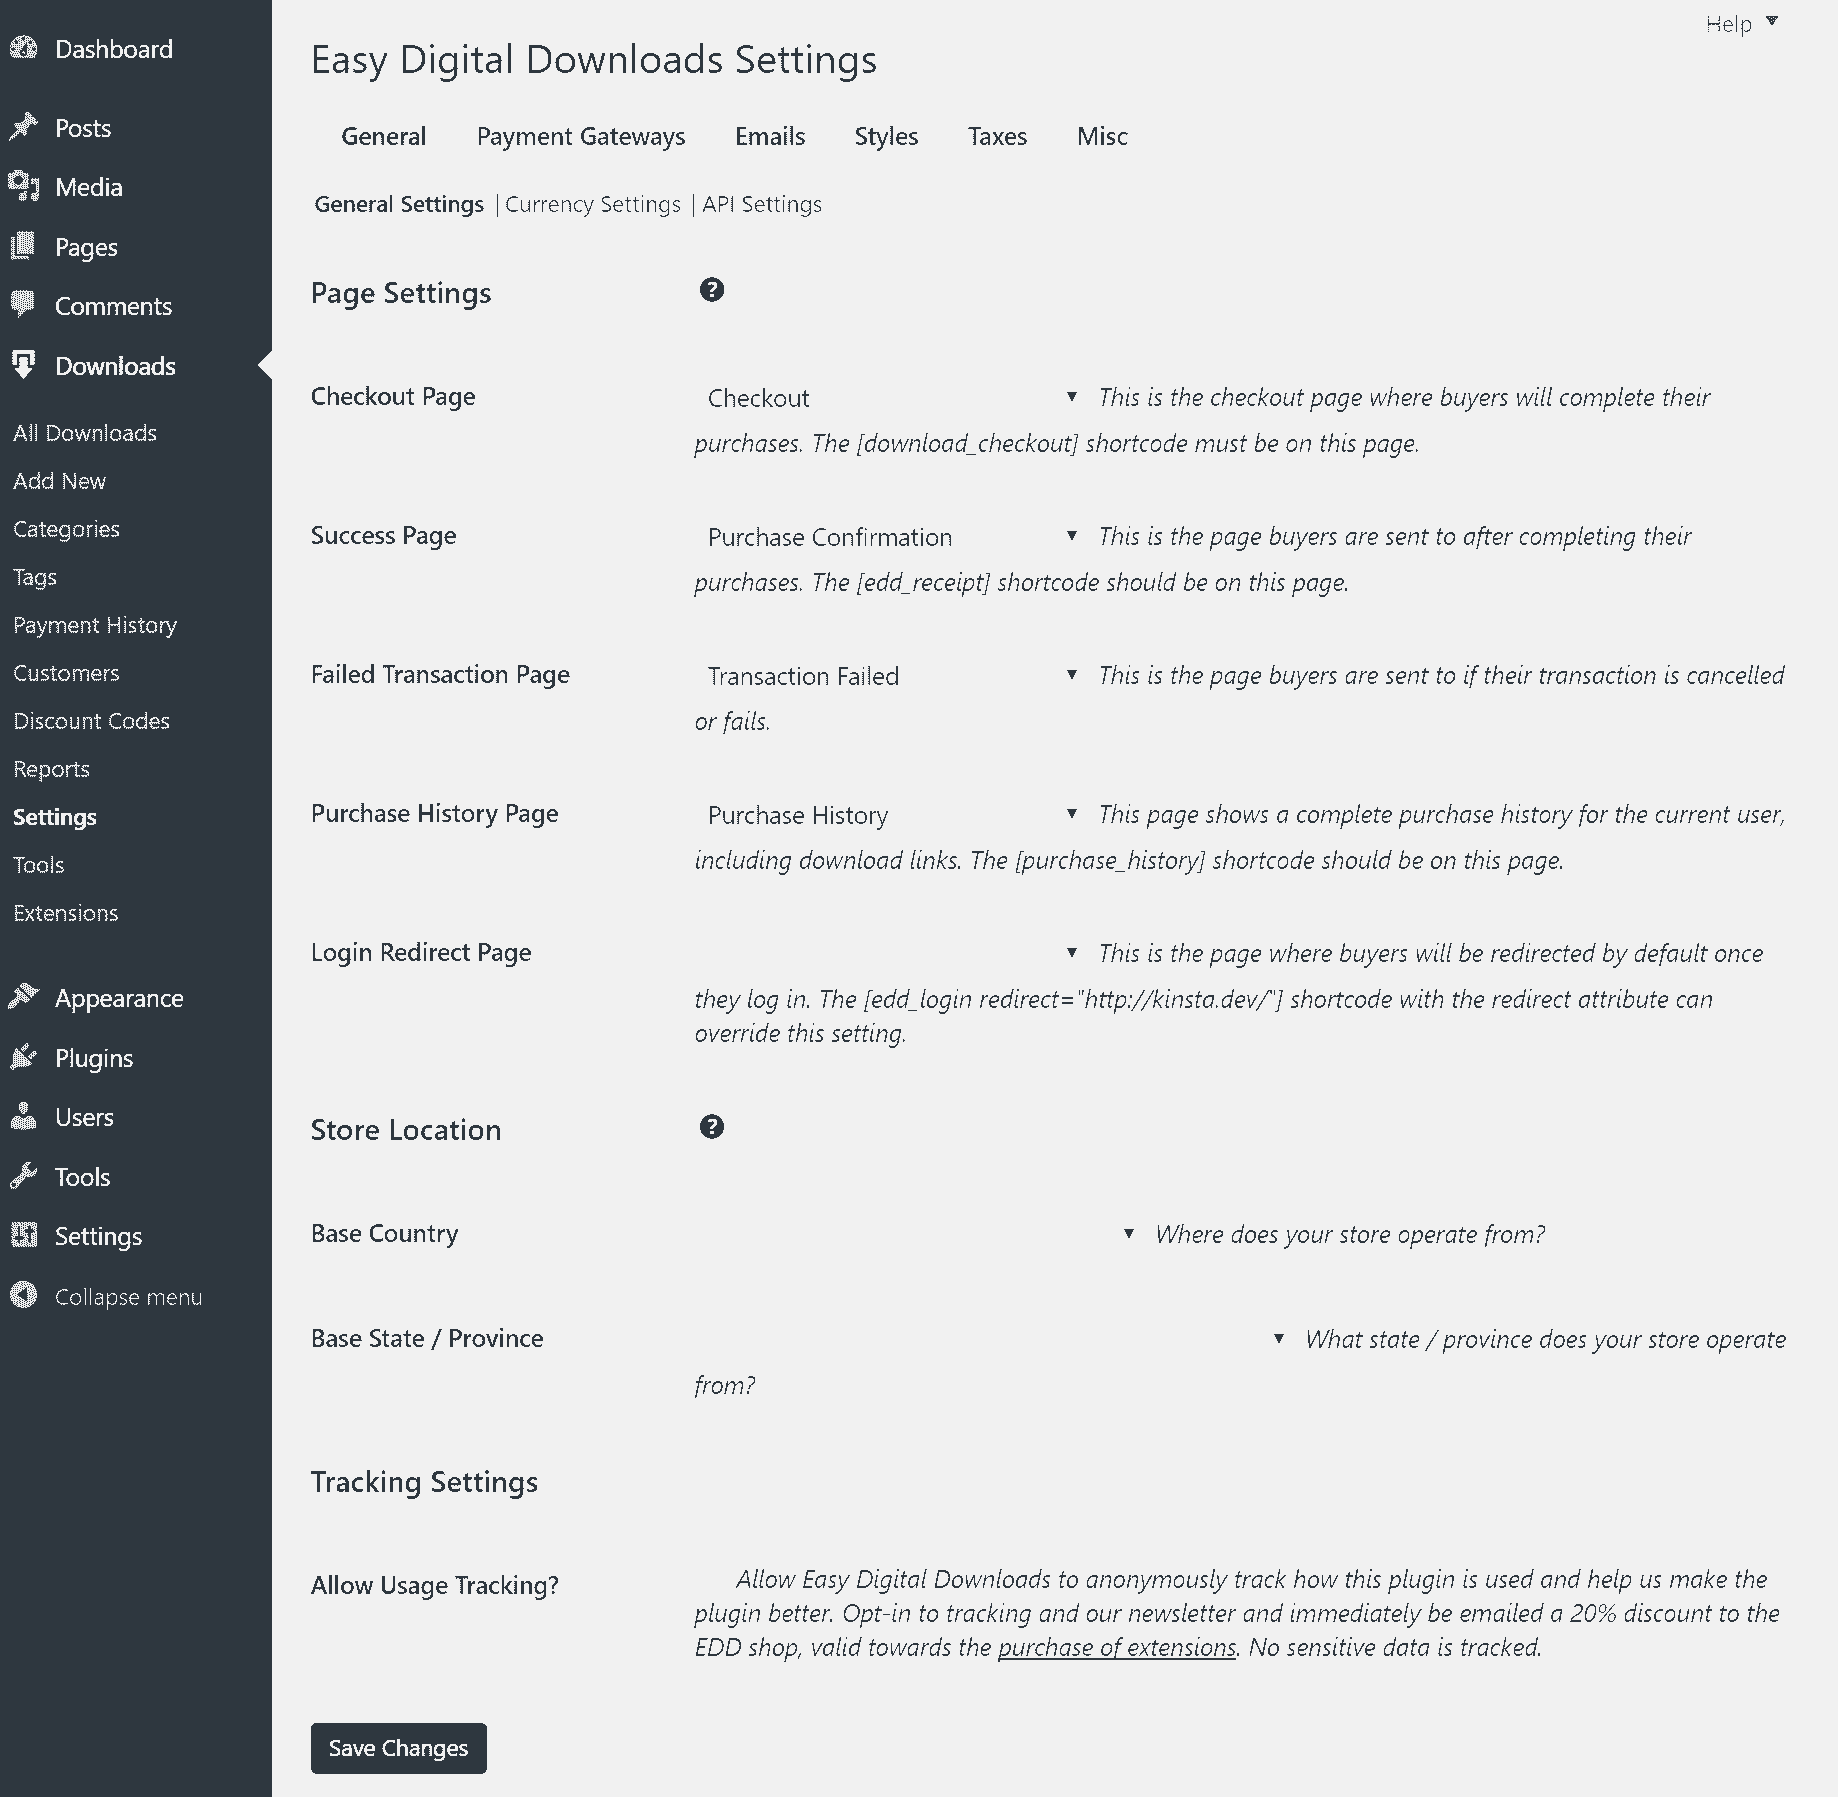 Dashboard
Posts
Media
Pages
Comments
Downloads
All Downloads
Add New
Categories
Tags
Payment History
Customers
Discount Codes
Reports
Settings
Tools
Extensions
Appearance
Plugins
Users
Tools
Settings
Collapse menu
Help
Easy Digital Downloads Settings
General Payment Gateways Emails Styles Taxes Misc
General Settings | Currency Settings | API Settings
Page Settings
Checkout Page
Checkout This is the checkout page where buyers will complete their
purchases. The [download_checkout] shortcode must be on this page.
Success Page
Purchase Confirmation This is the page buyers are sent to after completing their
purchases. The [edd_receipt] shortcode should be on this page.
Failed Transaction Page
Transaction Failed This is the page buyers are sent to if their transaction is cancelled
or fails.
Purchase History Page
Purchase History This page shows a complete purchase history for the current user,
including download links. The [purchase_history] shortcode should be on this page.
Login Redirect Page
This is the page where buyers will be redirected by default once
they log in. The [edd_login redirect="http://kinsta.dev/"] shortcode with the redirect attribute can
override this setting.
Store Location
Base Country
Where does your store operate from?
Base State / Province
What state / province does your store operate
from?
Tracking Settings
Allow Usage Tracking?
Allow Easy Digital Downloads to anonymously track how this plugin is used and help us make the
plugin better. Opt-in to tracking and our newsletter and immediately be emailed a 20% discount to the
EDD shop, valid towards the purchase of extensions. No sensitive data is tracked.
Save Changes